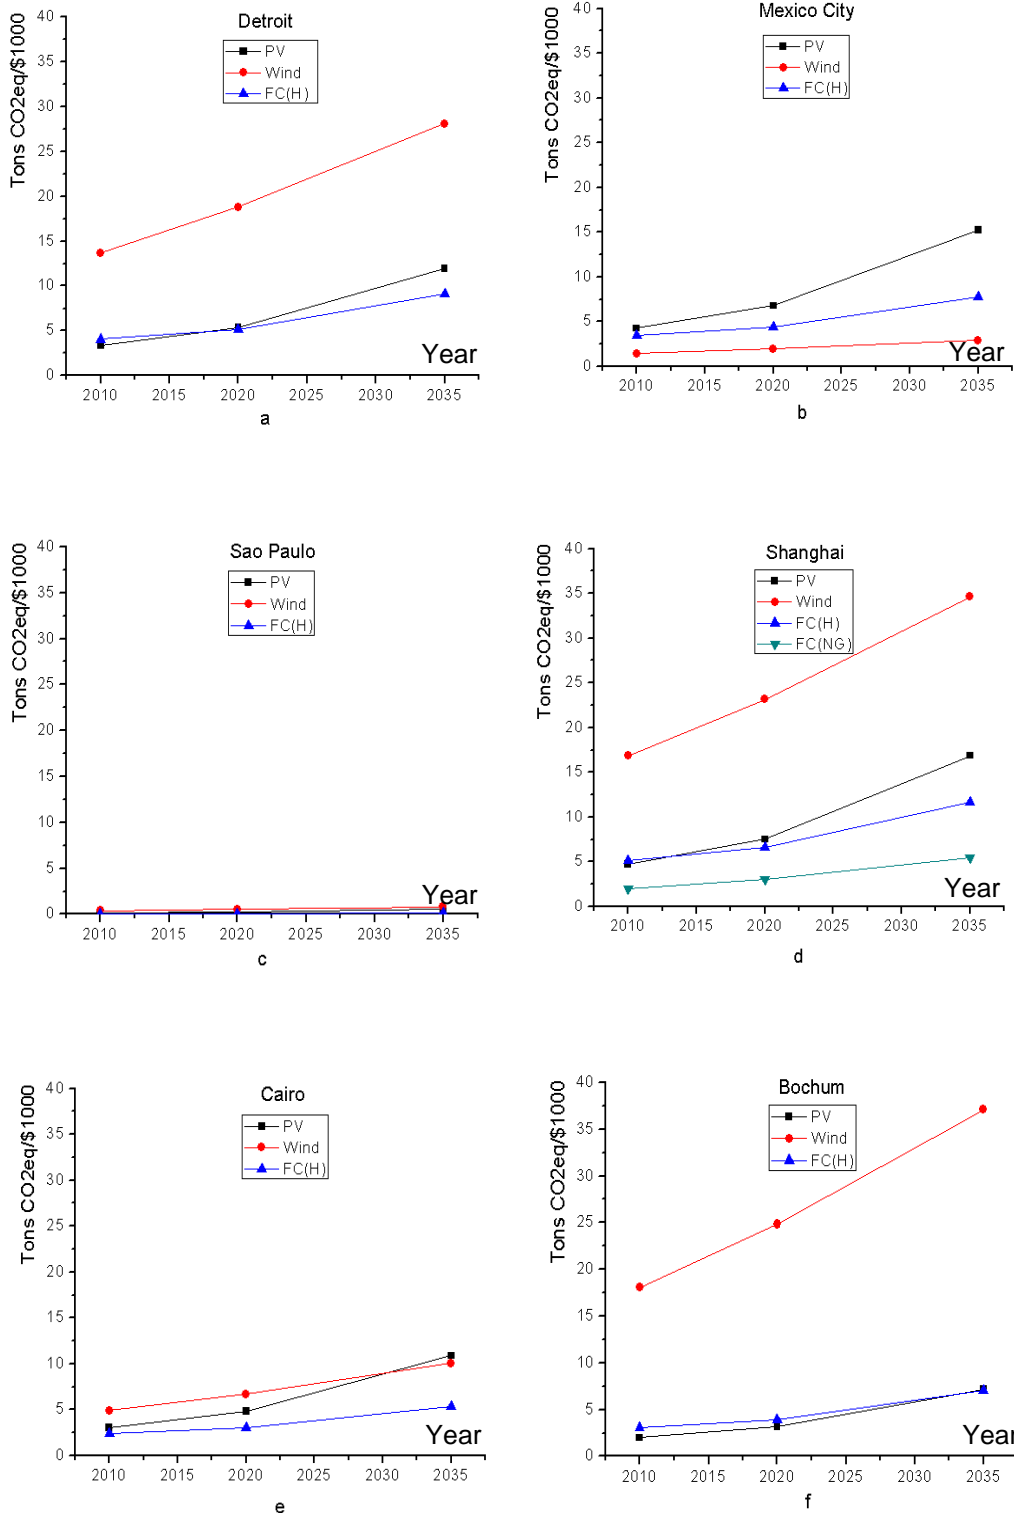 Detroit
PV
Wind
FC(H)
Tons CO2eq/$1000
40
35
30
25
20
15
10
5
0
Year
2010 2015 2020 2025 2030 2035
a
Mexico City
PV
Wind
FC(H)
Tons CO2eq/$1000
40
35
30
25
20
15
10
5
0
Year
2010 2015 2020 2025 2030 2035
b
Sao Paulo
PV
Wind
FC(H)
Tons CO2eq/$1000
40
35
30
25
20
15
10
5
0
Year
2010 2015 2020 2025 2030 2035
c
Shanghai
PV
Wind
FC(H)
FC(NG)
Tons CO2eq/$1000
40
35
30
25
20
15
10
5
0
Year
2010 2015 2020 2025 2030 2035
d
Cairo
PV
Wind
FC(H)
Tons CO2eq/$1000
40
35
30
25
20
15
10
5
0
Year
2010 2015 2020 2025 2030 2035
e
Bochum
PV
Wind
FC(H)
Tons CO2eq/$1000
40
35
30
25
20
15
10
5
0
Year
2010 2015 2020 2025 2030 2035
f